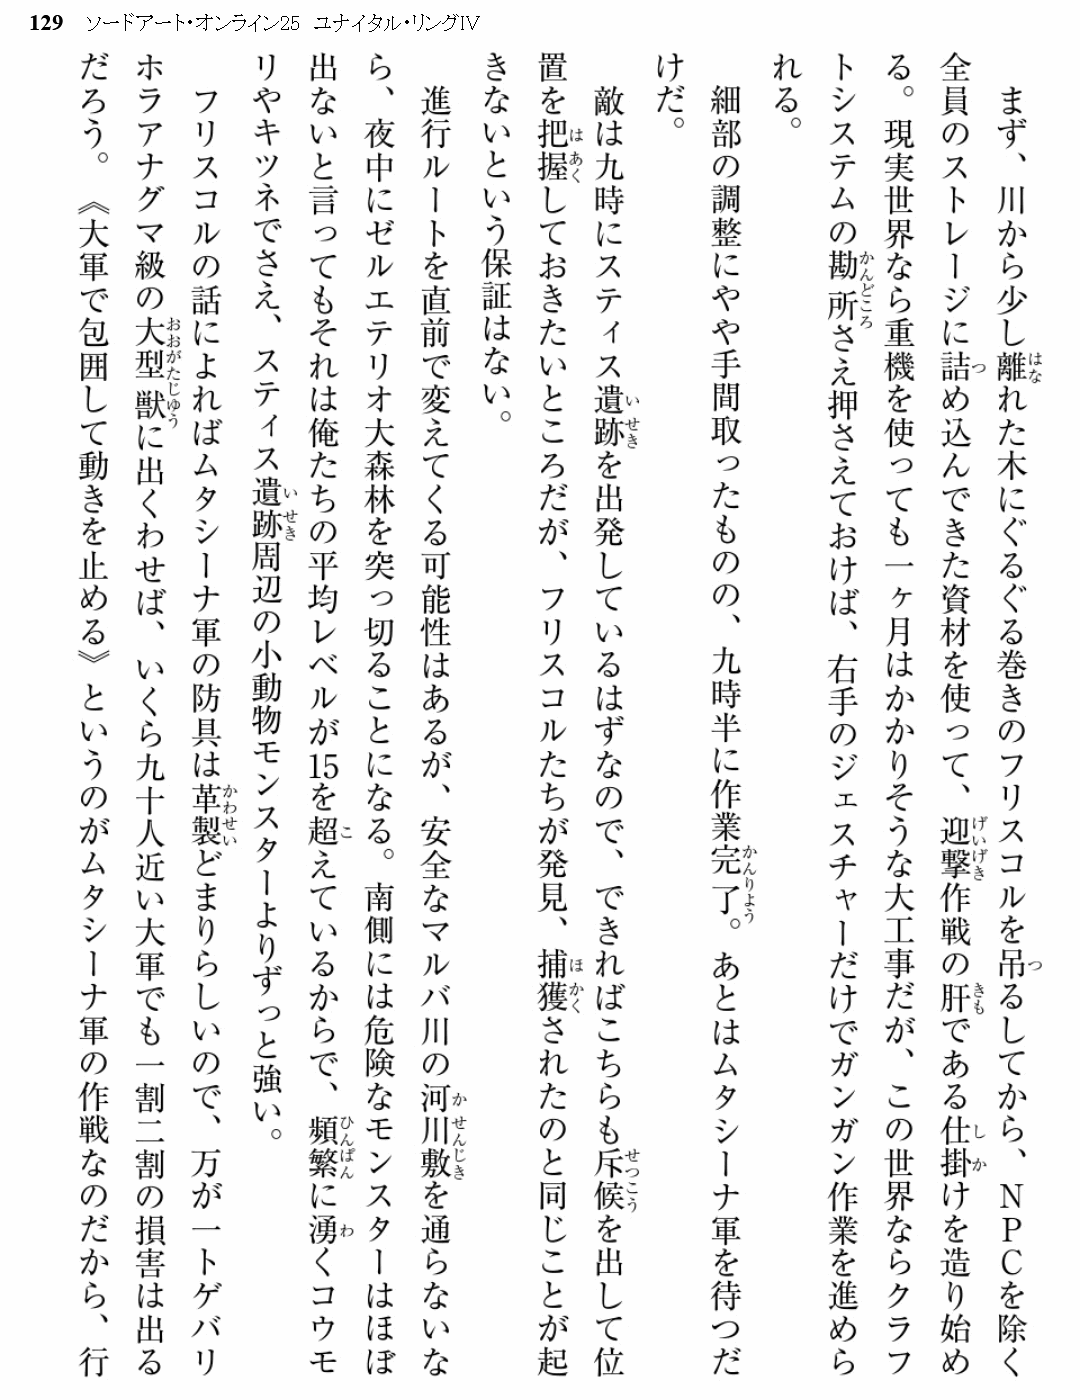 129 ソードアート・オンライン25 ユナイタル・リングIV
まず、川から少し離れた木にぐるぐる巻きのフリスコルを吊るしてから、NPCを除く
全員のストレージに詰め込んできた資材を使って、迎撃作戦の肝である仕掛けを造り始め
る。現実世界なら重機を使っても一ヶ月はかかりそうな大工事だが、この世界ならクラフ
トシステムの勘所さえ押さえておけば、右手のジェスチャーだけでガンガン作業を進めら
れる。
細部の調整にやや手間取ったものの、九時半に作業完了。あとはムタシーナ軍を待つだ
けだ。
敵は九時にスティス遺跡を出発しているはずなので、できればこちらも斥候を出して位
置を把握しておきたいところだが、フリスコルたちが発見、捕獲されたのと同じことが起
きないという保証はない。
進行ルートを直前で変えてくる可能性はあるが、安全なマルバ川の河川敷を通らないな
ら、夜中にゼルエテリオ大森林を突っ切ることになる。南側には危険なモンスターはほぼ
出ないと言ってもそれは俺たちの平均レベルが15を超えているからで、頻繁に湧くコウモ
リやキツネでさえ、スティス遺跡周辺の小動物モンスターよりずっと強い。
フリスコルの話によればムタシーナ軍の防具は革製どまりらしいので、万が一トゲバリ
ホラアナグマ級の大型獣に出くわせば、いくら九十人近い大軍でも一割二割の損害は出る
だろう。《大軍で包囲して動きを止める》というのがムタシーナ軍の作戦なのだから、行